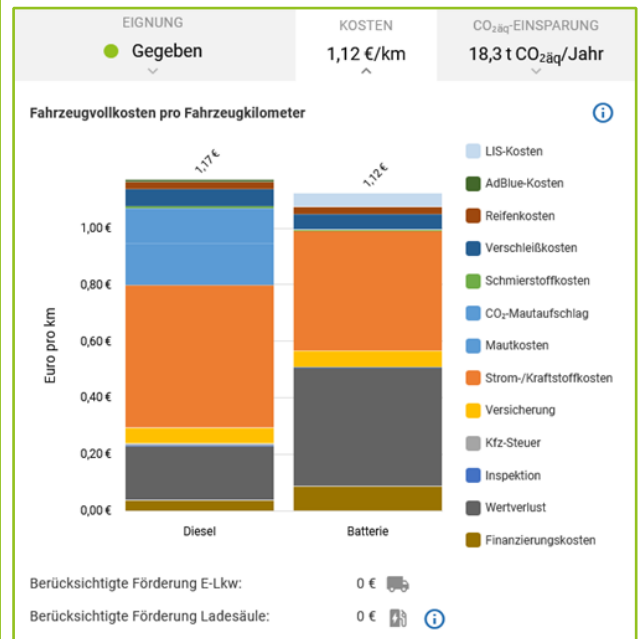 EIGNUNG
Gegeben
KOSTEN
1,12 €/km
CO₂äq-EINSPARUNG
18,3 t CO₂äq/Jahr
Fahrzeugvollkosten pro Fahrzeugkilometer
1,17 €
1,12 €
1,00 €
0,80 €
0,60 €
0,40 €
0,20 €
0,00 €
Euro pro km
Diesel
Batterie
LIS-Kosten
AdBlue-Kosten
Reifenkosten
Verschleißkosten
Schmierstoffkosten
CO₂-Mautaufschlag
Mautkosten
Strom-/Kraftstoffkosten
Versicherung
Kfz-Steuer
Inspektion
Wertverlust
Finanzierungskosten
Berücksichtigte Förderung E-Lkw: 0 €
Berücksichtigte Förderung Ladesäule: 0 €